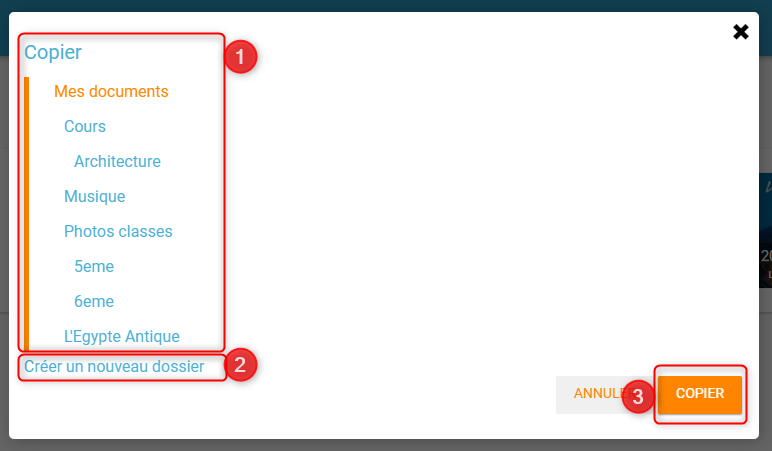 Copier
1
Mes documents
Cours
Architecture
Musique
Photos classes
5eme
6eme
L'Egypte Antique
Créer un nouveau dossier
2
3
COPIER
20